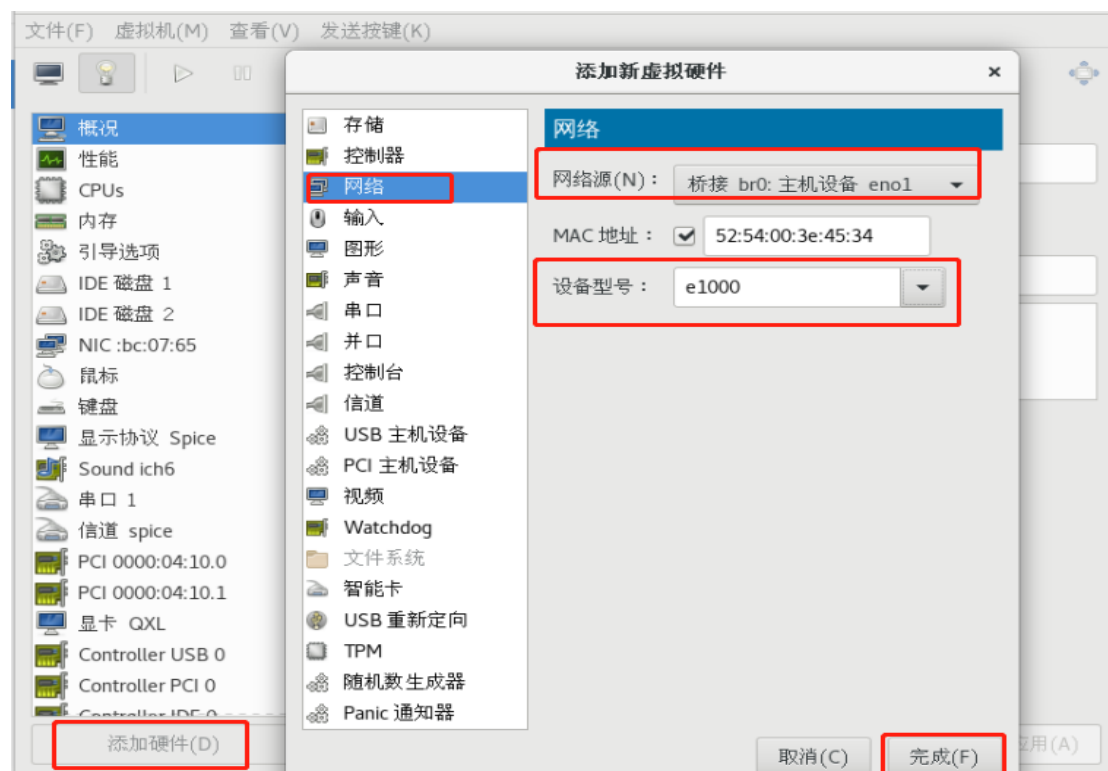 文件(F) 虚拟机(M) 查看(V) 发送按键(K)
添加新虚拟硬件 ×
概况
性能
CPUs
内存
引导选项
IDE 磁盘 1
IDE 磁盘 2
NIC :bc:07:65
鼠标
键盘
显示协议 Spice
Sound ich6
串口 1
信道 spice
PCI 0000:04:10.0
PCI 0000:04:10.1
显卡 QXL
Controller USB 0
Controller PCI 0
Controller IDE 0
添加硬件(D)
存储
控制器
网络
输入
图形
声音
串口
并口
控制台
信道
USB 主机设备
PCI 主机设备
视频
Watchdog
文件系统
智能卡
USB 重新定向
TPM
随机数生成器
Panic 通知器
网络
网络源(N)： 桥接 br0: 主机设备 eno1
MAC 地址： 52:54:00:3e:45:34
设备型号： e1000
取消(C) 完成(F)
用(A)